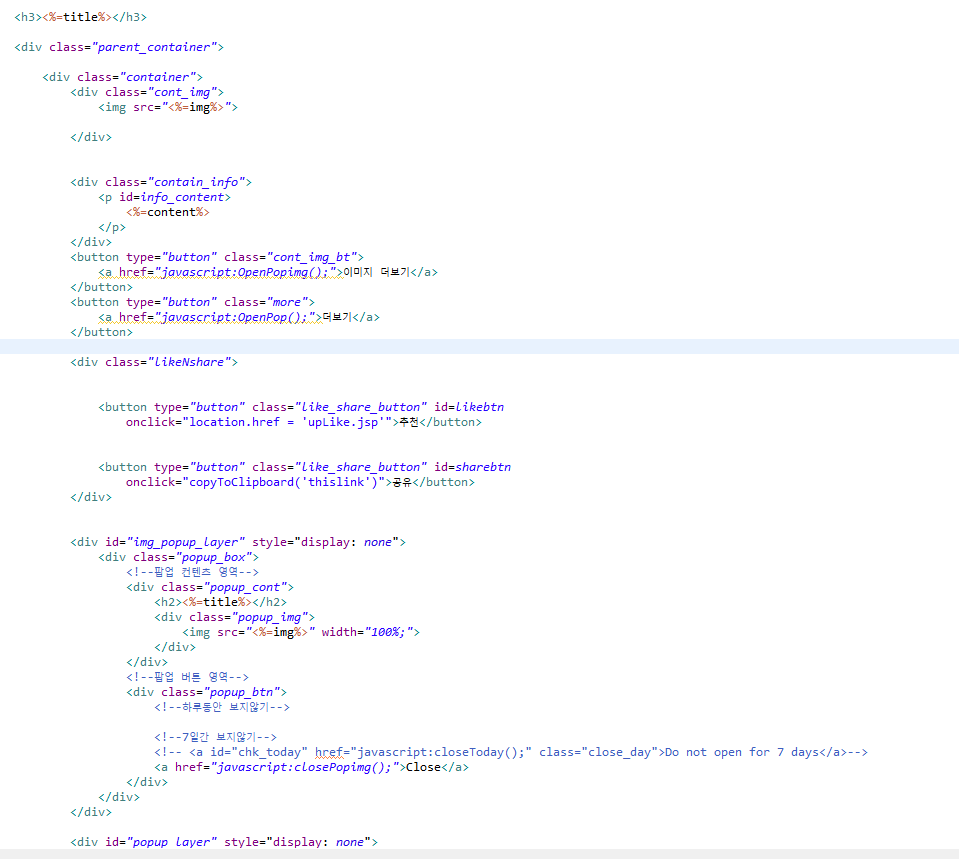 <h3><%=title%></h3>
<div class="parent_container">
<div class="container">
<div class="cont_img">
<img src="<%=img%>">
</div>
<div class="contain_info">
<p id=info_content>
<%=content%>
</p>
</div>
<button type="button" class="cont_img_bt">
<a href="javascript:OpenPopimg();">이미지 더보기</a>
</button>
<button type="button" class="more">
<a href="javascript:OpenPop();">더보기</a>
</button>
<div class="likeNshare">
<button type="button" class="like_share_button" id=likebtn
onclick="location.href = 'upLike.jsp'">추천</button>
<button type="button" class="like_share_button" id=sharebtn
onclick="copyToClipboard('thislink')">공유</button>
</div>
<div id="img_popup_layer" style="display: none">
<div class="popup_box">
<!--팝업 컨텐츠 영역-->
<div class="popup_cont">
<h2><%=title%></h2>
<div class="popup_img">
<img src="<%=img%>" width="100%;">
</div>
</div>
<!--팝업 버튼 영역-->
<div class="popup_btn">
<!--하루동안 보지않기-->
<!--7일간 보지않기-->
<!-- <a id="chk_today" href="javascript:closeToday();" class="close_day">Do not open for 7 days</a>-->
<a href="javascript:closePopimg();">Close</a>
</div>
</div>
</div>
<div id="popup_layer" style="display: none">